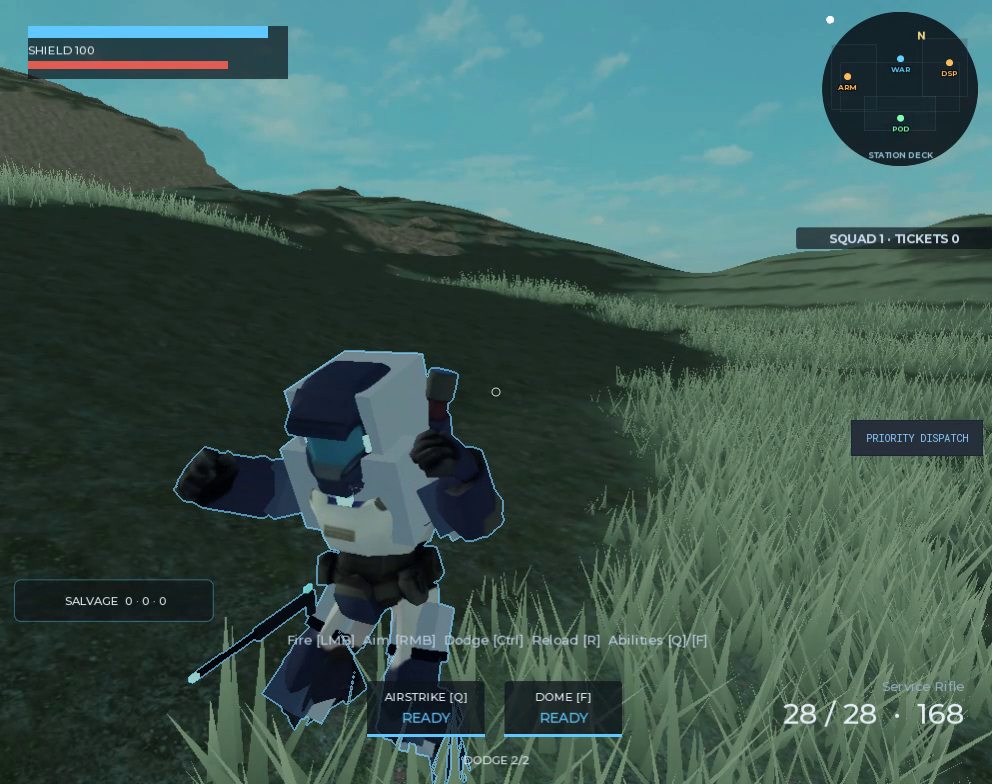 SHIELD 100
N
WAR
DSP
ARM
POD
STATION DECK
SQUAD 1 · TICKETS 0
PRIORITY DISPATCH
SALVAGE 0 · 0 · 0
Fire [LMB] Aim [RMB] Dodge [Ctrl] Reload [R] Abilities [Q]/[F]
AIRSTRIKE [Q]
READY
DOME [F]
READY
Service Rifle
28 / 28 · 168
DODGE 2/2